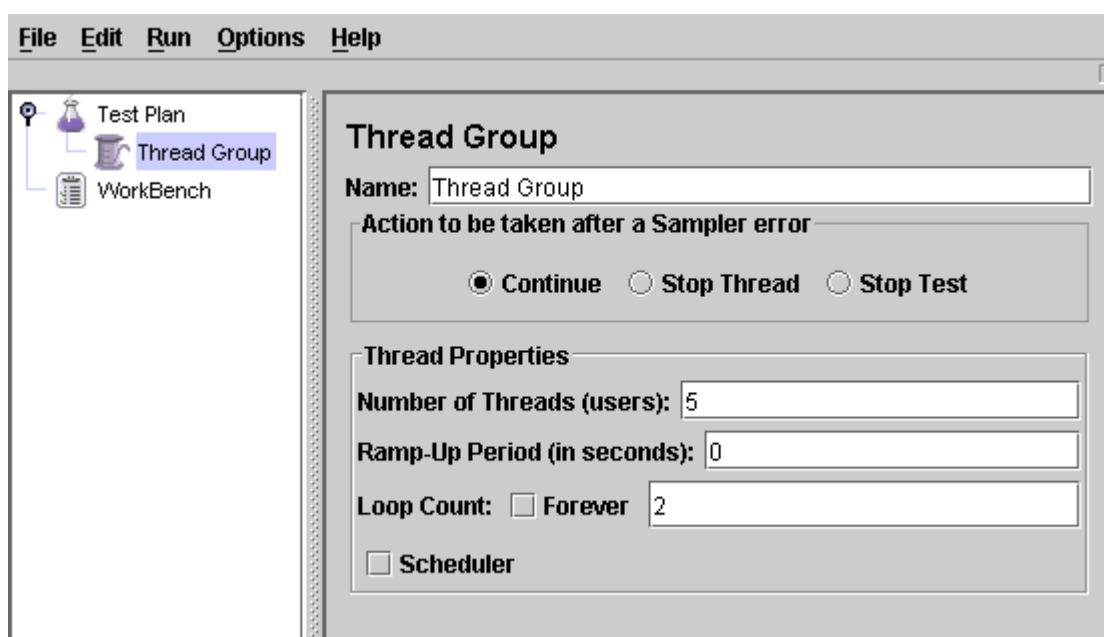 File Edit Run Options Help
Test Plan
Thread Group
WorkBench
Thread Group
Name: Thread Group
Action to be taken after a Sampler error
Continue Stop Thread Stop Test
Thread Properties
Number of Threads (users): 5
Ramp-Up Period (in seconds): 0
Loop Count: Forever 2
Scheduler